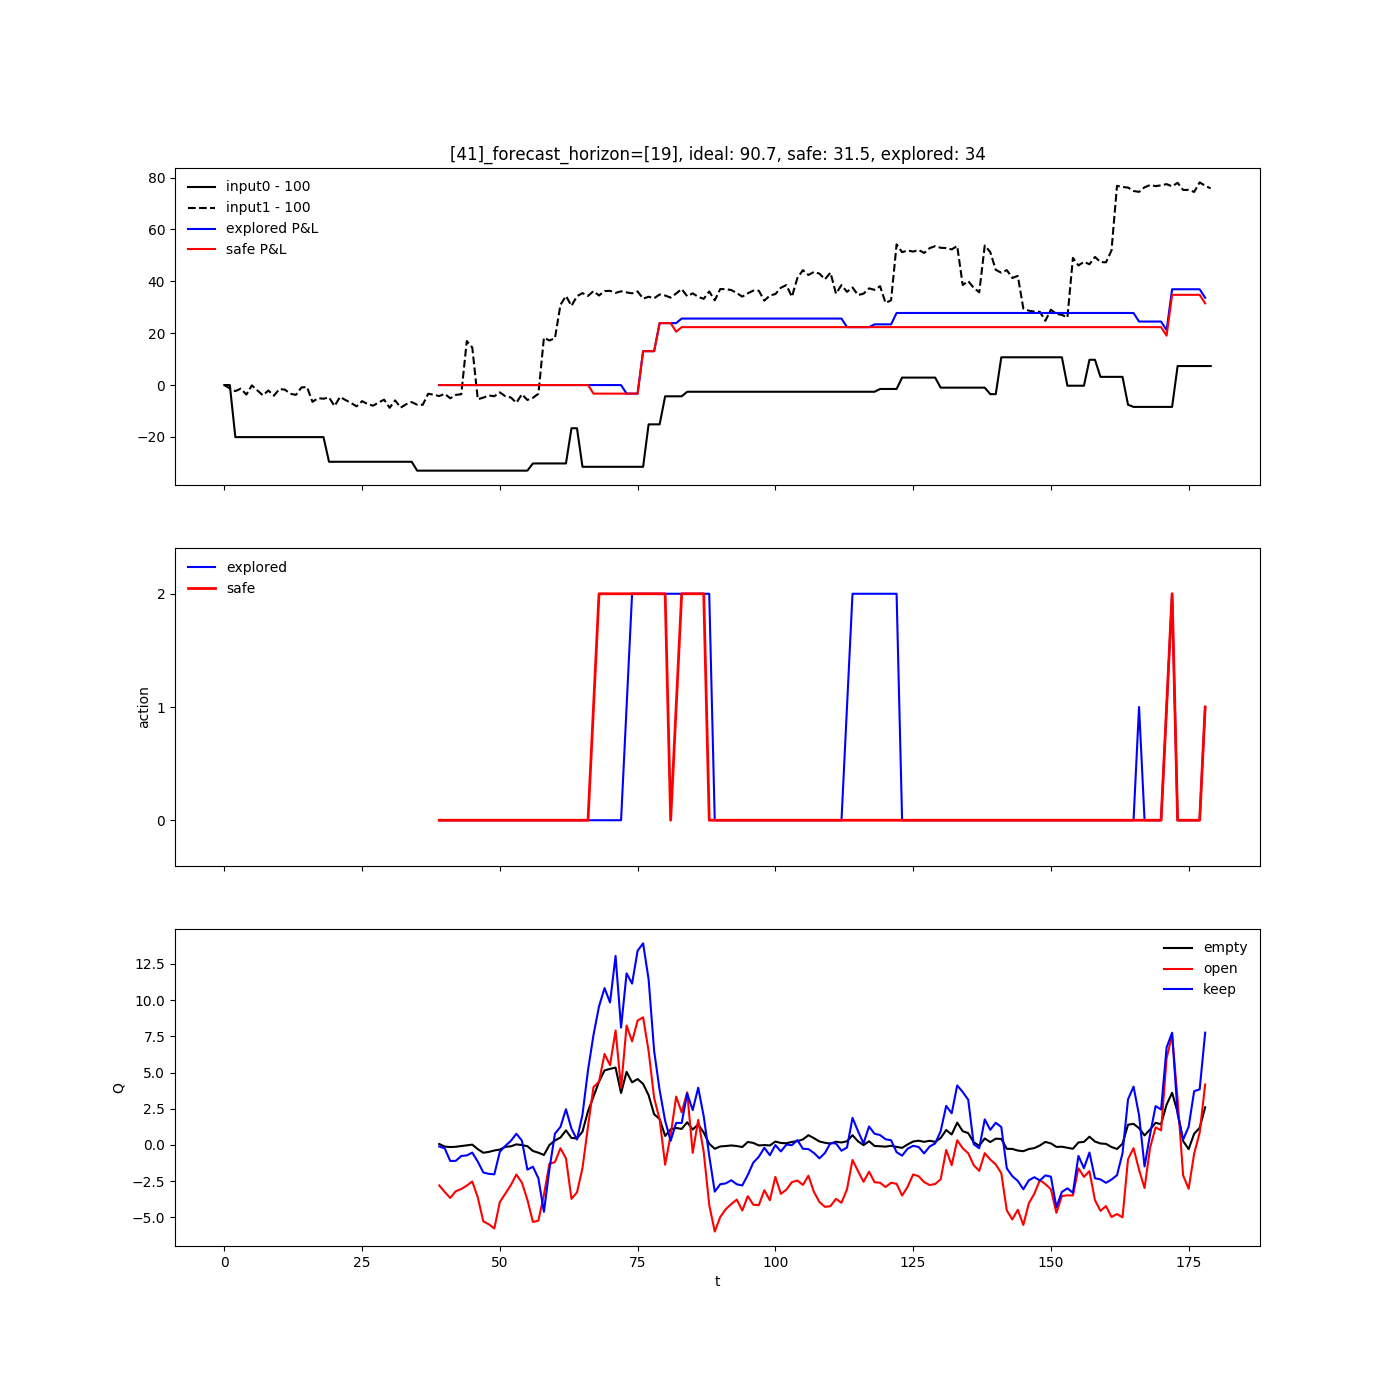 [41]_forecast_horizon=[19], ideal: 90.7, safe: 31.5, explored: 34
80
60
40
20
0
−20
input0 - 100
input1 - 100
explored P&L
safe P&L
2
1
0
action
explored
safe
12.5
10.0
7.5
5.0
2.5
0.0
−2.5
−5.0
Q
empty
open
keep
0 25 50 75 100 125 150 175
t